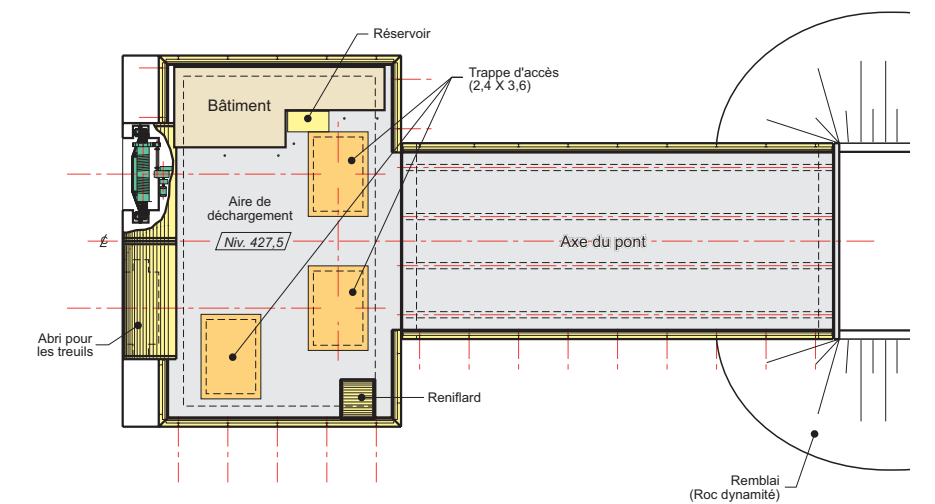 Réservoir
Trappe d'accès
(2,4 X 3,6)
Bâtiment
Aire de
déchargement
Niv. 427,5
℄
Axe du pont
Abri pour
les treuils
Reniflard
Remblai
(Roc dynamité)